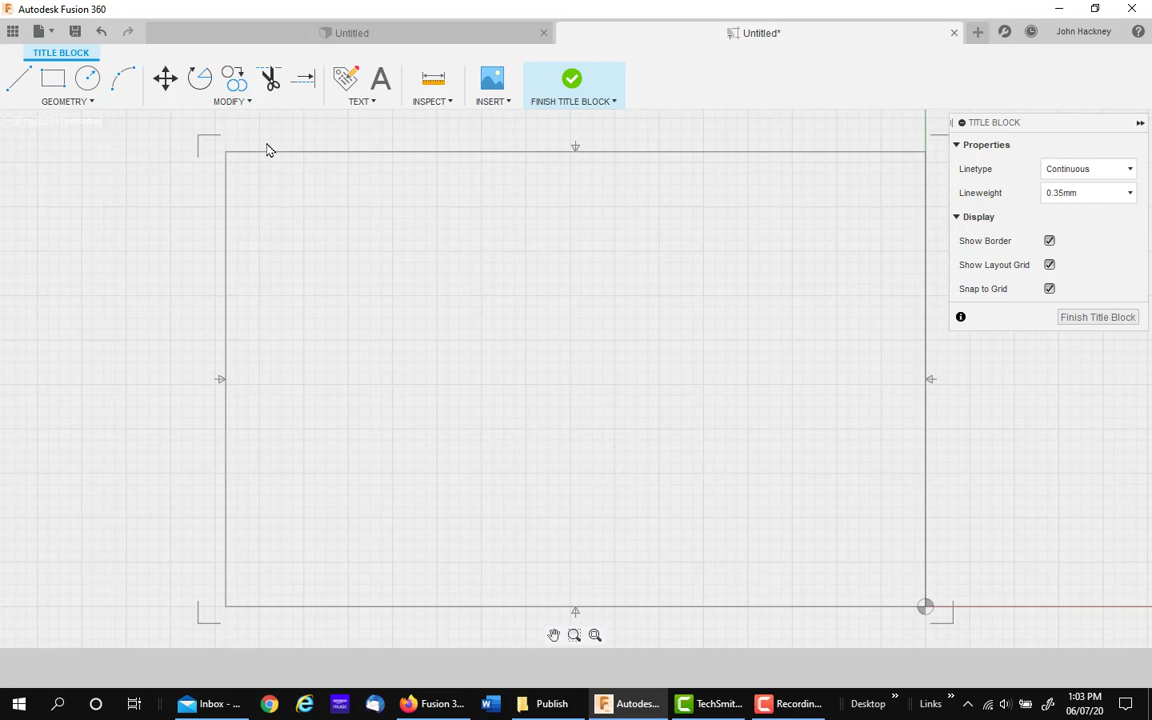 Autodesk Fusion 360
Untitled
Untitled*
John Hackney
TITLE BLOCK
GEOMETRY
MODIFY
TEXT
INSPECT
INSERT
FINISH TITLE BLOCK
TITLE BLOCK
Properties
Linetype
Continuous
Lineweight
0.35mm
Display
Show Border
Show Layout Grid
Snap to Grid
Finish Title Block
Inbox - ...
Fusion 3...
Publish
Autodes...
TechSmit...
Recordin...
Desktop
Links
1:03 PM
06/07/20